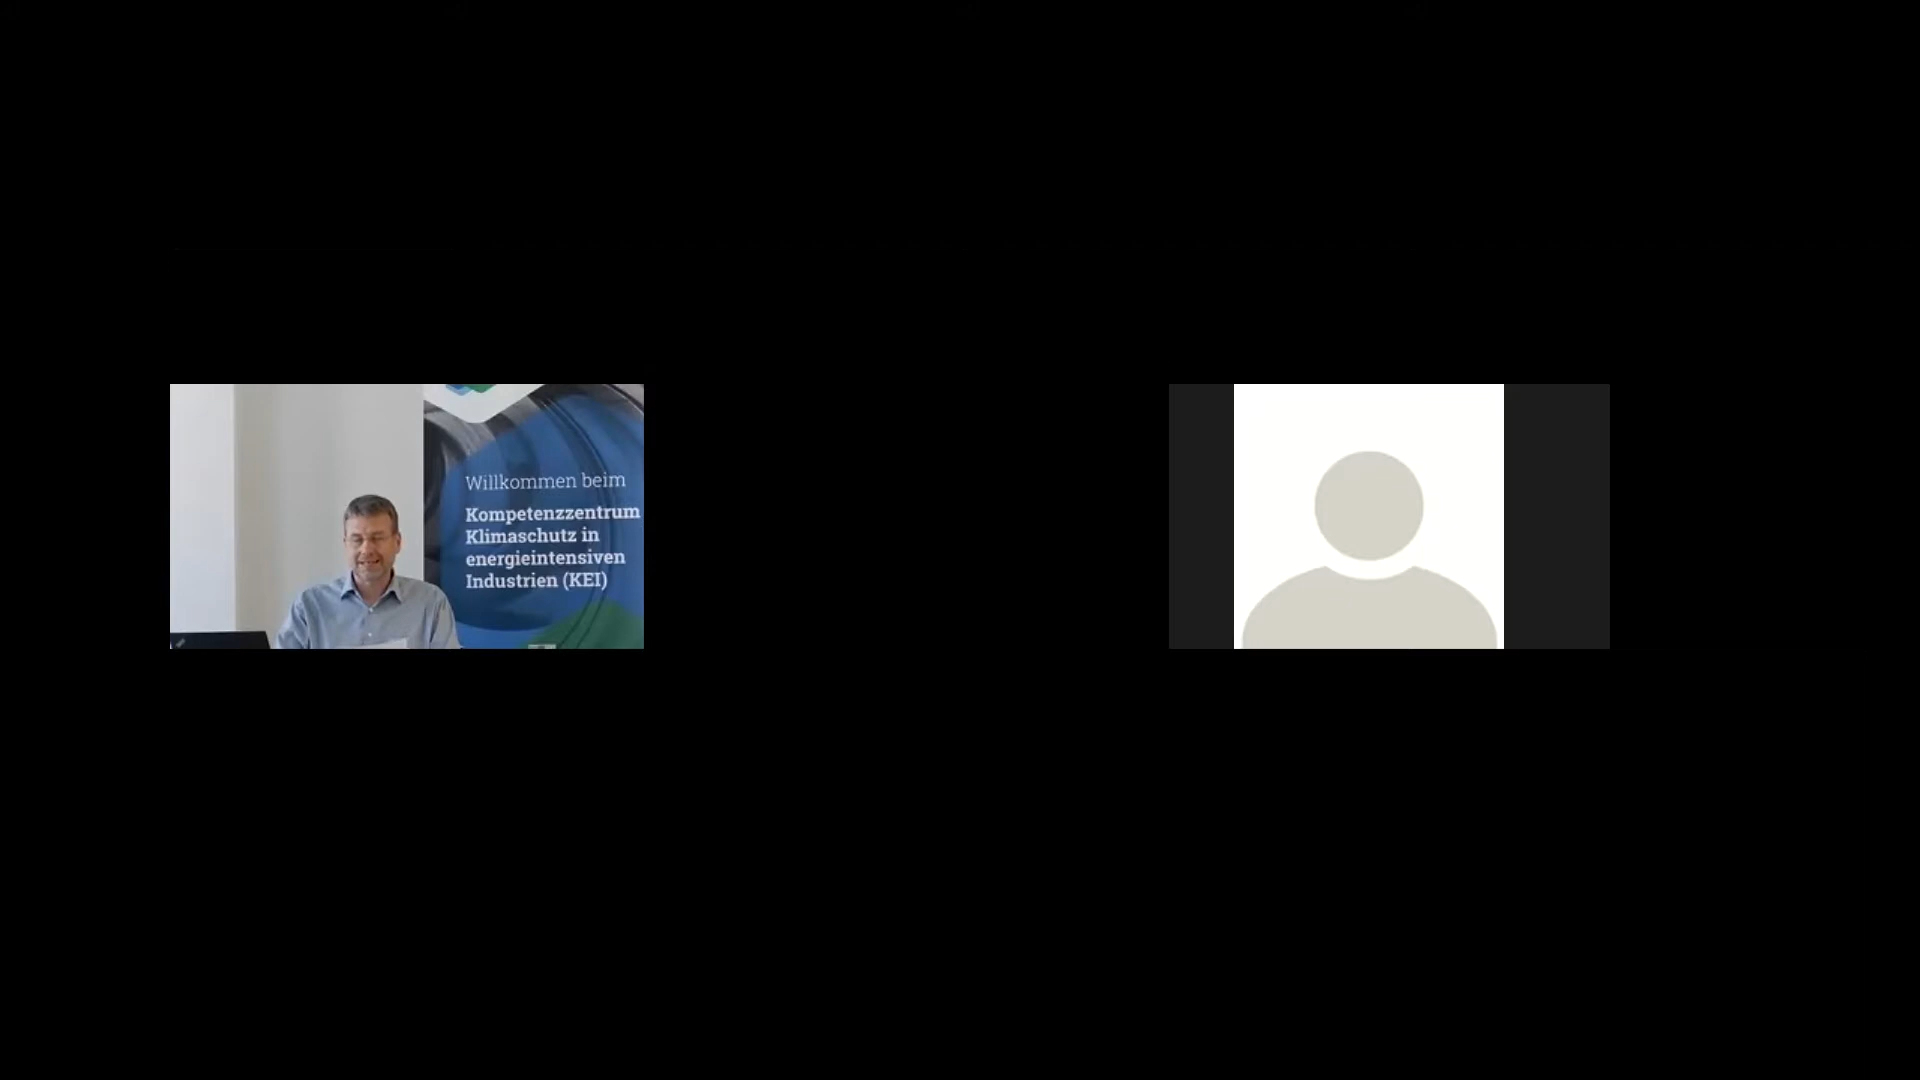 Willkommen beim
Kompetenzzentrum
Klimaschutz in
energieintensiven
Industrien (KEI)